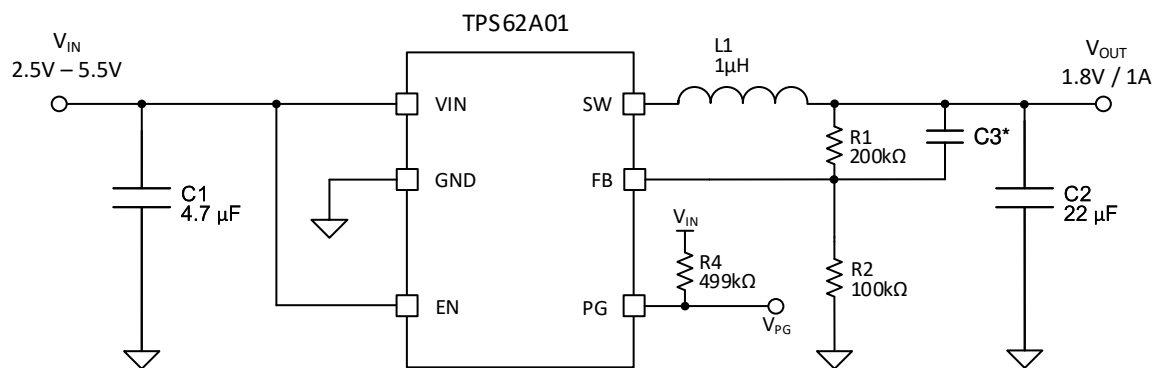 TPS62A01
VIN
2.5V – 5.5V
L1
1µH
VOUT
1.8V / 1A
VIN
SW
R1
200kΩ
C3*
GND
FB
C1
4.7 µF
C2
22 µF
VIN
R4
499kΩ
R2
100kΩ
EN
PG
VPG